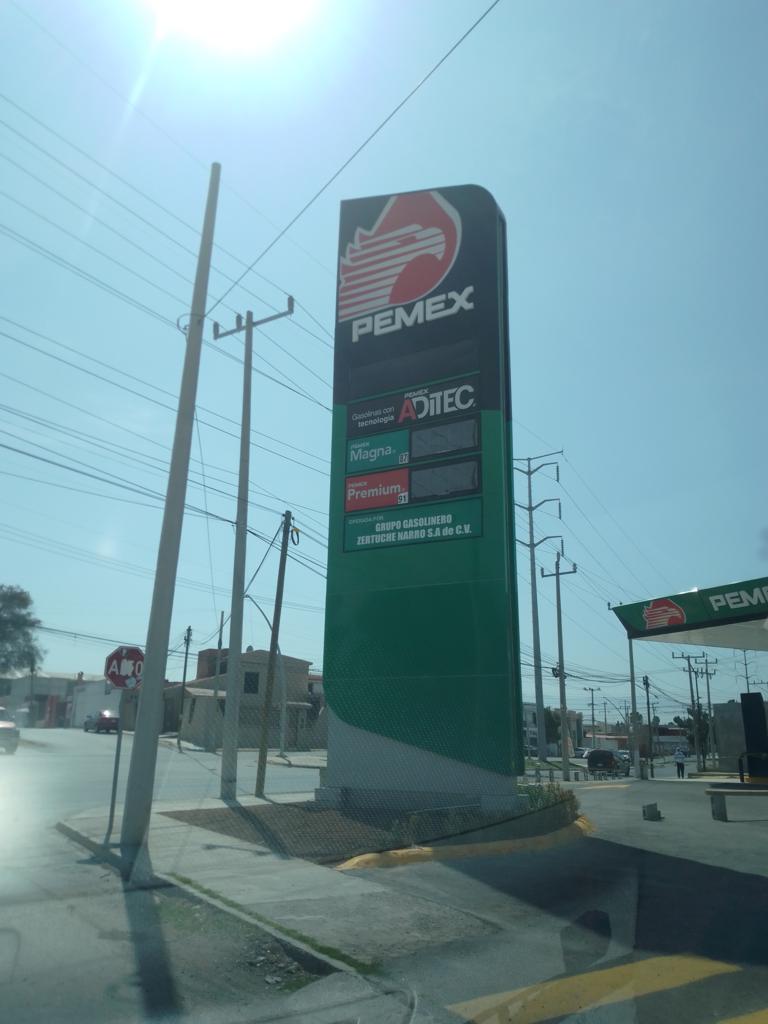 PEMEX
Gasolinas con
tecnología
PEMEX
ADITEC
PEMEX
Magna 87
PEMEX
Premium 91
OPERADA POR:
GRUPO GASOLINERO
ZERTUCHE NARRO S.A de C.V.
ALTO
PEME